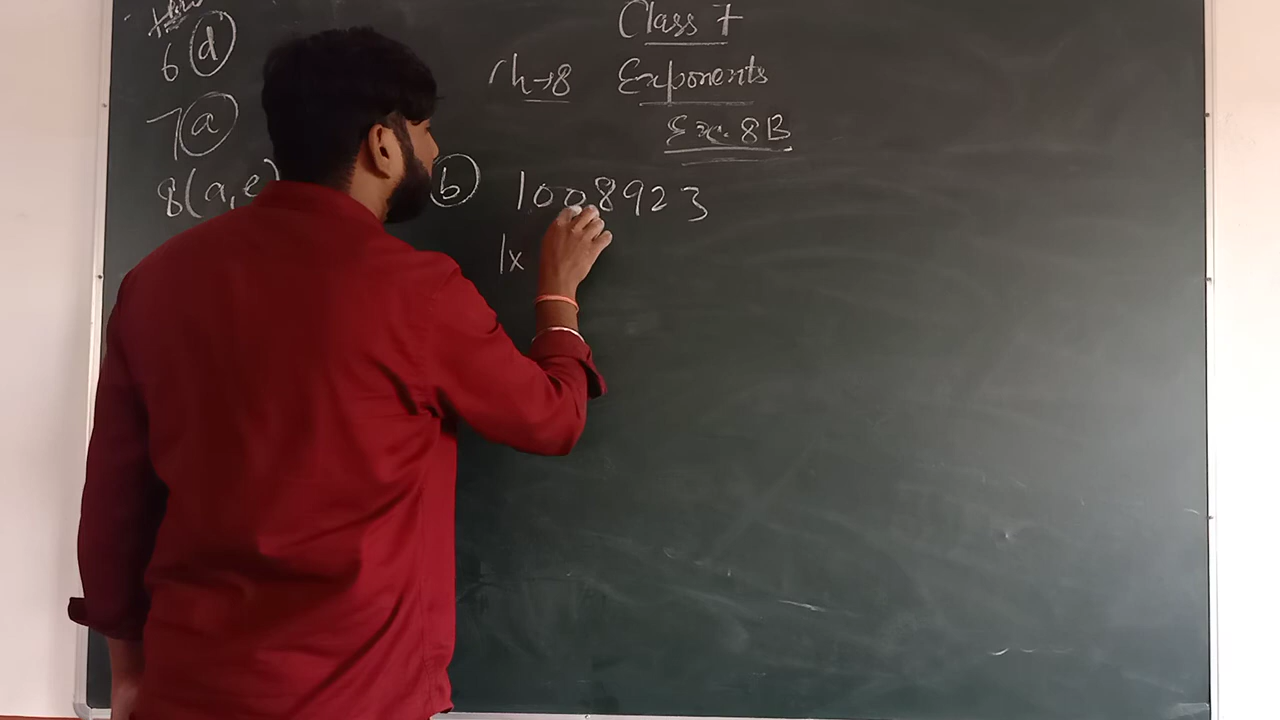 Class 7
Ch→8 Exponents
Ex. 8B
6 d
7 a
8(a,e)
b 1008923
1x